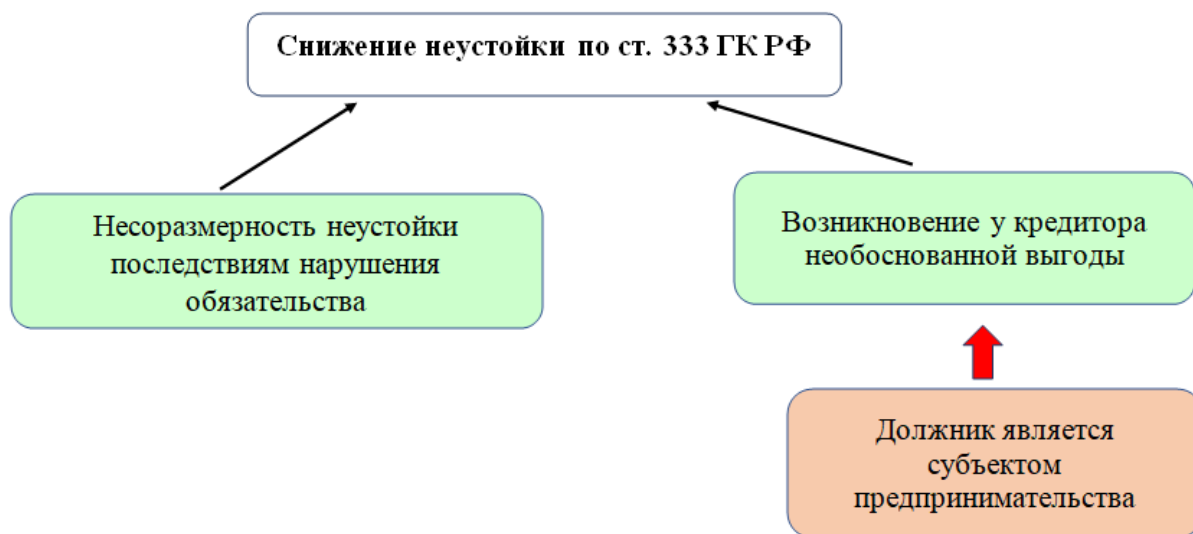 Снижение неустойки по ст. 333 ГК РФ
Несоразмерность неустойки
последствиям нарушения
обязательства
Возникновение у кредитора
необоснованной выгоды
Должник является
субъектом
предпринимательства